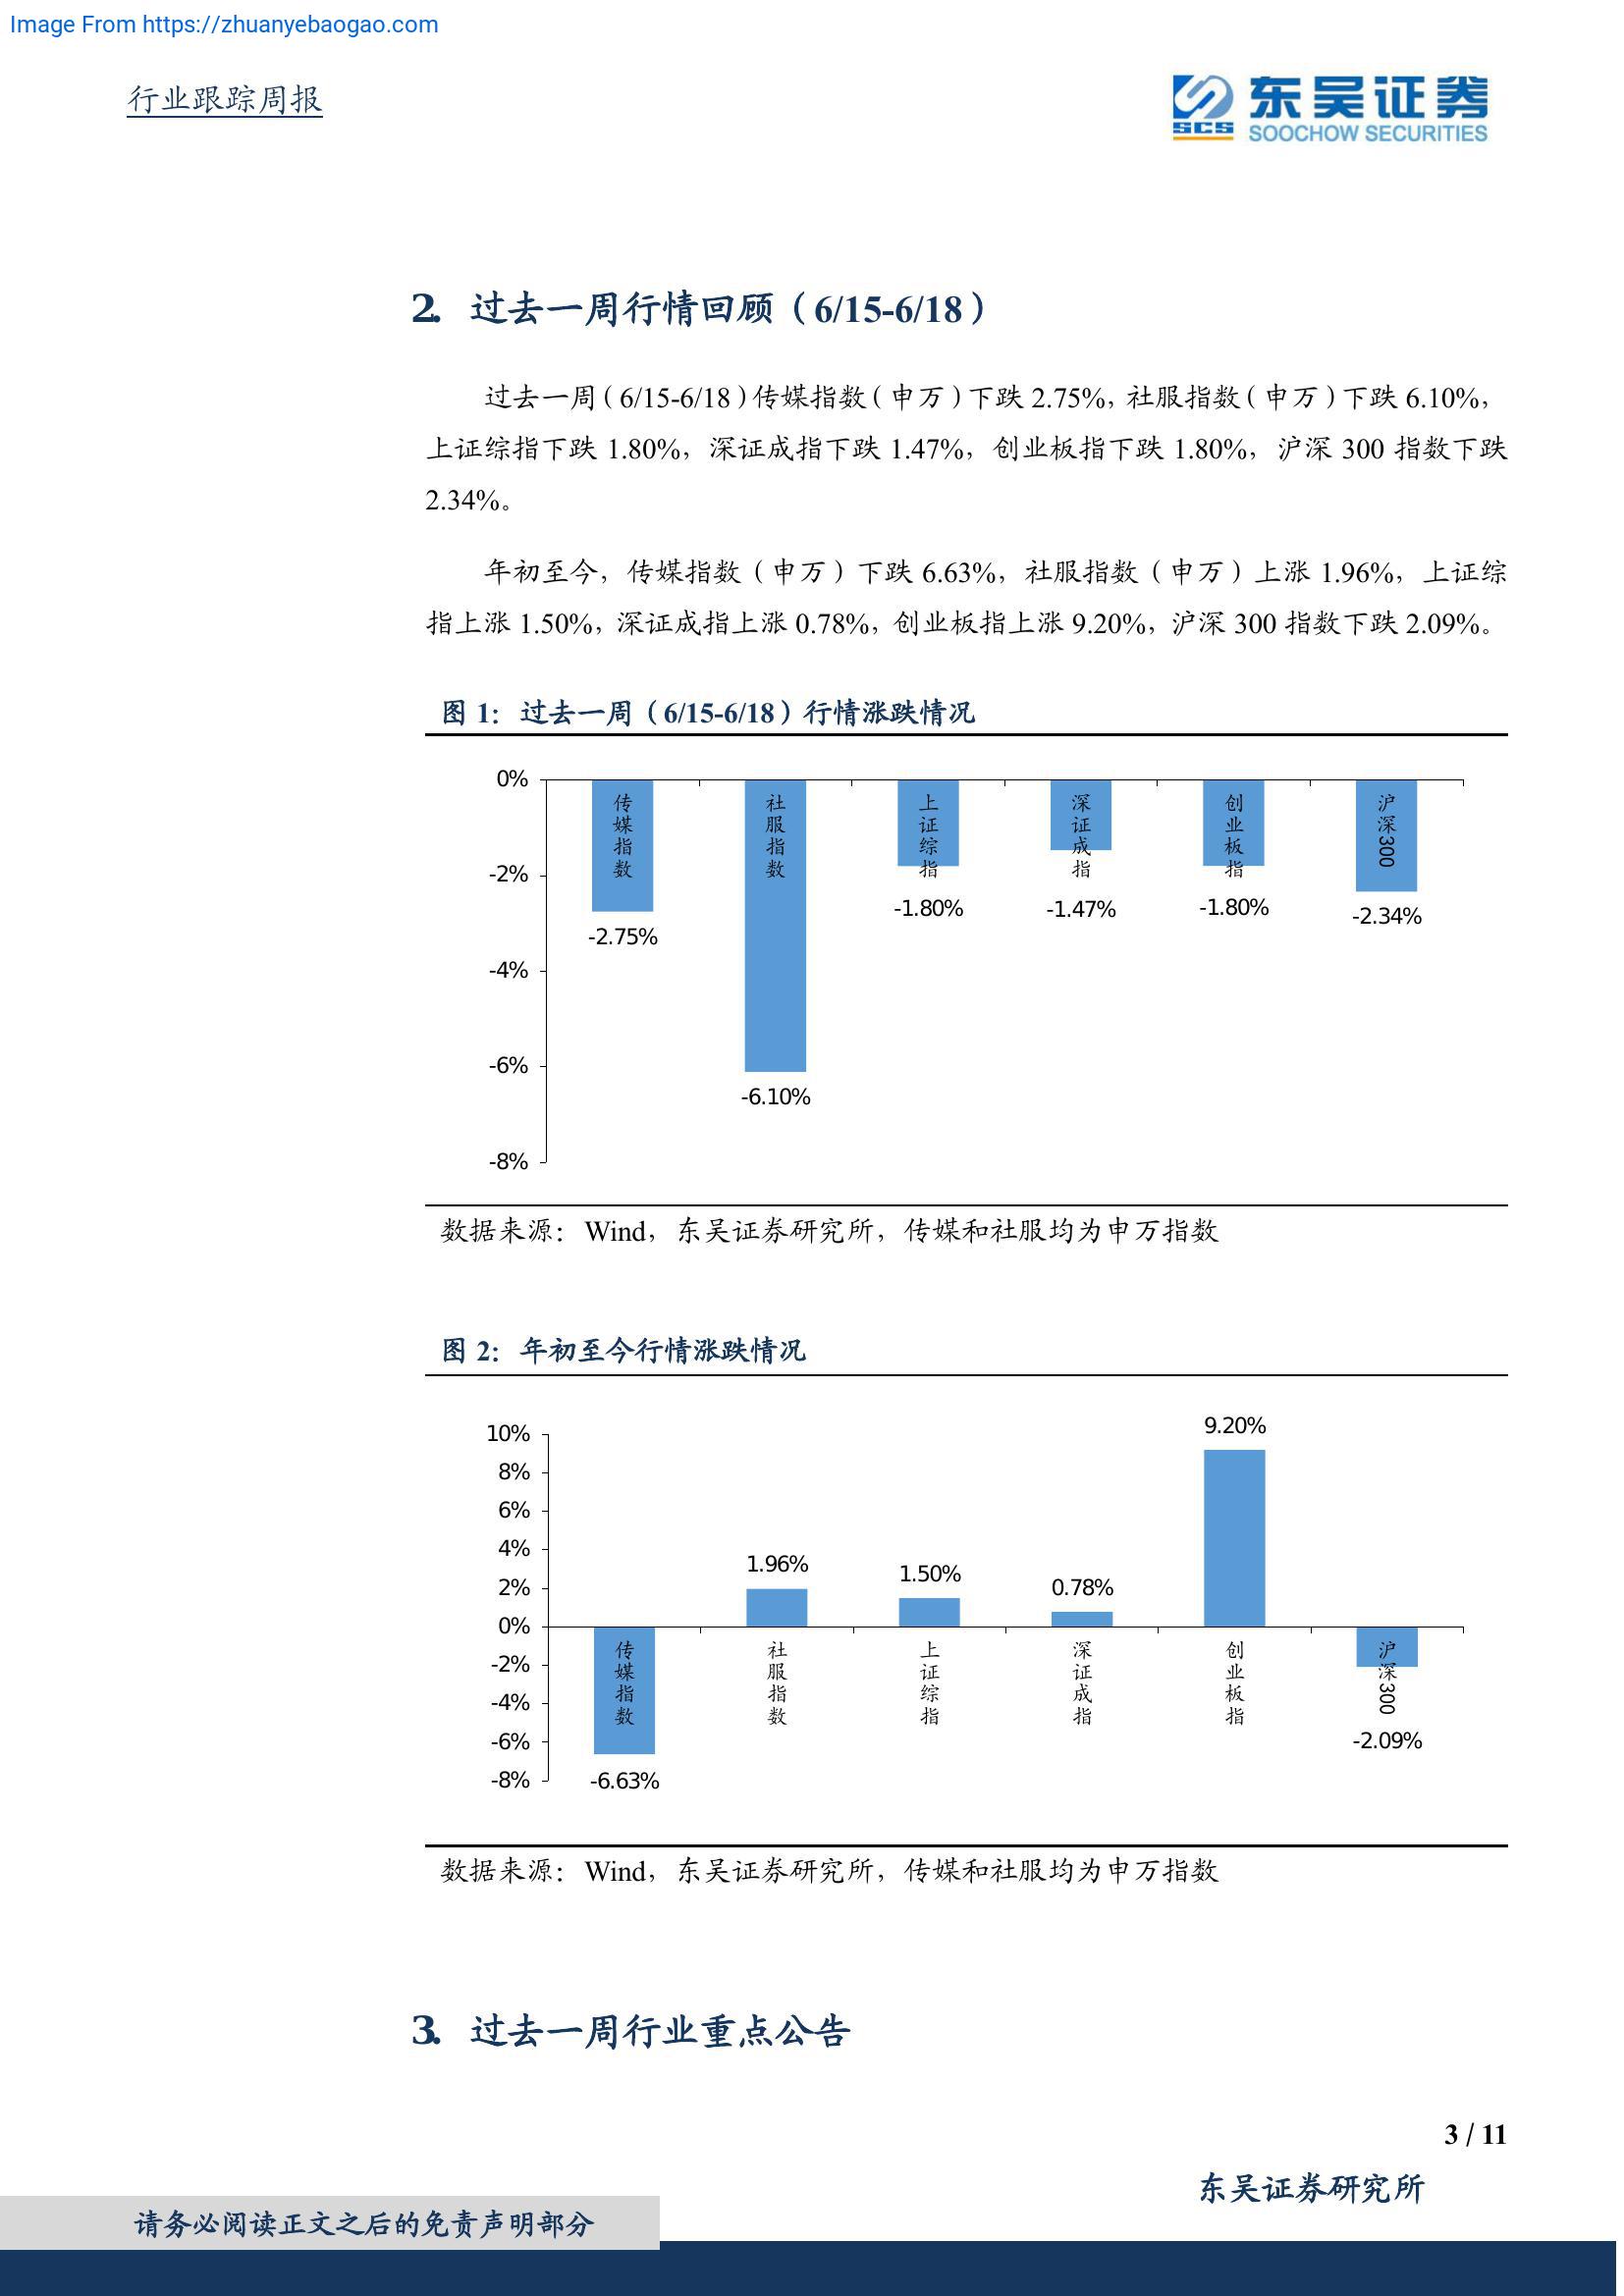 Image From https://zhuanyebaogao.com
行业跟踪周报
东吴证券
SCS
SOOCHOW SECURITIES
2. 过去一周行情回顾（6/15-6/18）
过去一周（6/15-6/18）传媒指数（申万）下跌 2.75%，社服指数（申万）下跌 6.10%，
上证综指下跌 1.80%，深证成指下跌 1.47%，创业板指下跌 1.80%，沪深 300 指数下跌
2.34%。
年初至今，传媒指数（申万）下跌 6.63%，社服指数（申万）上涨 1.96%，上证综
指上涨 1.50%，深证成指上涨 0.78%，创业板指上涨 9.20%，沪深 300 指数下跌 2.09%。
图 1：过去一周（6/15-6/18）行情涨跌情况
0%
-2%
-4%
-6%
-8%
传媒指数
社服指数
上证综指
深证成指
创业板指
沪深300
-2.75%
-6.10%
-1.80%
-1.47%
-1.80%
-2.34%
数据来源：Wind，东吴证券研究所，传媒和社服均为申万指数
图 2：年初至今行情涨跌情况
10%
8%
6%
4%
2%
0%
-2%
-4%
-6%
-8%
传媒指数
社服指数
上证综指
深证成指
创业板指
沪深300
-6.63%
1.96%
1.50%
0.78%
9.20%
-2.09%
数据来源：Wind，东吴证券研究所，传媒和社服均为申万指数
3. 过去一周行业重点公告
3 / 11
东吴证券研究所
请务必阅读正文之后的免责声明部分